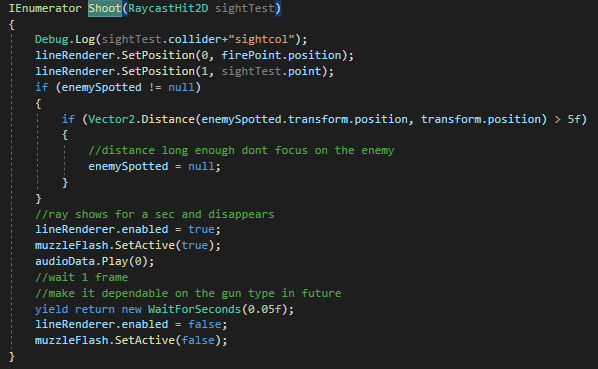 IEnumerator Shoot(RaycastHit2D sightTest)
{
Debug.Log(sightTest.collider+"sightcol");
lineRenderer.SetPosition(0, firePoint.position);
lineRenderer.SetPosition(1, sightTest.point);
if (enemySpotted != null)
{
if (Vector2.Distance(enemySpotted.transform.position, transform.position) > 5f)
{
//distance long enough dont focus on the enemy
enemySpotted = null;
}
}
//ray shows for a sec and disappears
lineRenderer.enabled = true;
muzzleFlash.SetActive(true);
audioData.Play(0);
//wait 1 frame
//make it dependable on the gun type in future
yield return new WaitForSeconds(0.05f);
lineRenderer.enabled = false;
muzzleFlash.SetActive(false);
}